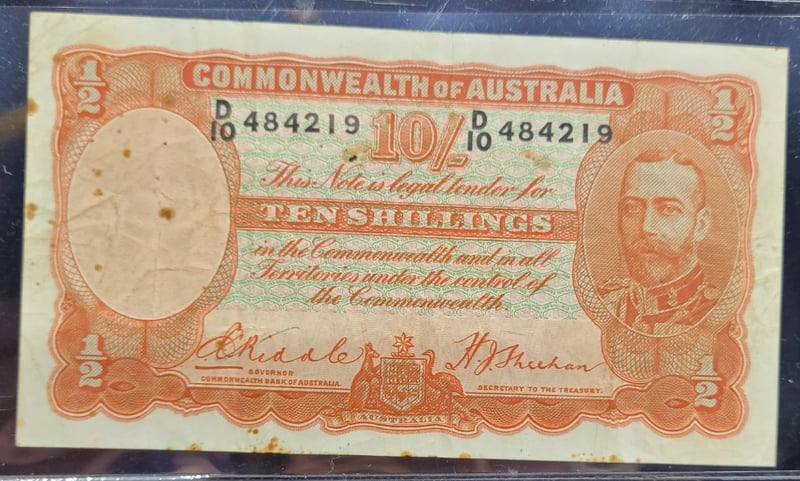 ½ ½
COMMONWEALTH OF AUSTRALIA
D/10 484219 D/10 484219
10/-
This Note is legal tender for
TEN SHILLINGS
in the Commonwealth and in all
Territories under the control of
the Commonwealth.
E Riddle H.J. Sheehan
GOVERNOR
COMMONWEALTH BANK OF AUSTRALIA.
SECRETARY TO THE TREASURY.
½ ½
AUSTRALIA